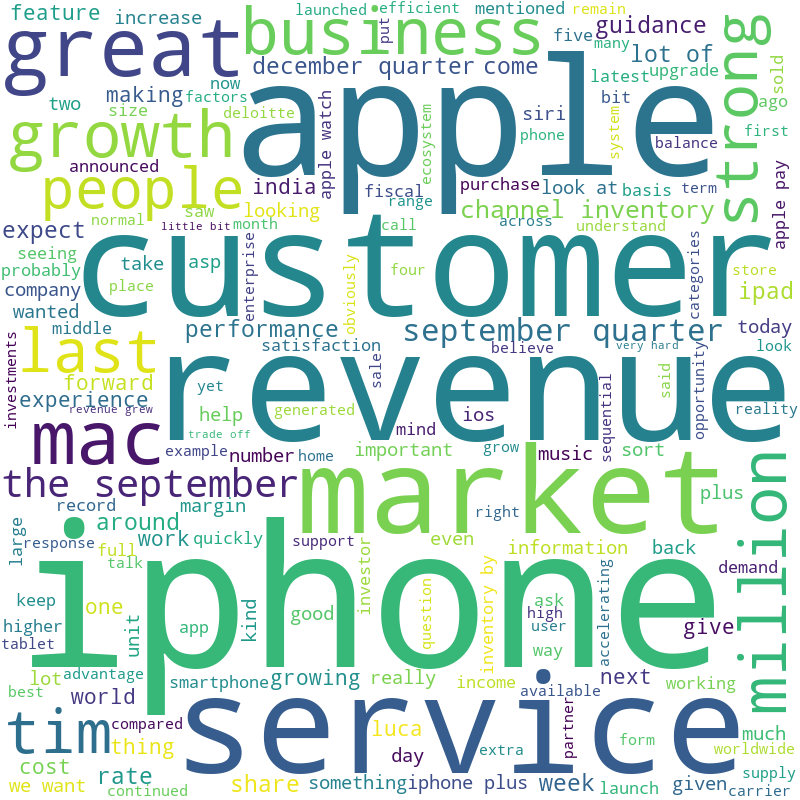 feature increase launched efficient mentioned remain
great business put five many guidance strong
december quarter come lot of
now making factors two size deloitte
latest upgrade sold ago first
apple
siri bit phone system balance
growth apple watch ecosystem
announced india fiscal purchase look at basis term apple pay
people saw looking range channel inventory
normal month little bit call across understand
expect seeing probably
customer
take asp place enterprise obviously four categories store
company ipad
wanted middle performance september quarter today
last satisfaction believe very hard look
investments forward experience
revenue
yet sale said opportunity reality
revenue grew help generated
mac trade off mind ios sequential
example number home important grow music sort
the september market million
plus
record margin right
large around work quickly support even information back
response full talk investor demand
iphone
keep one app good question inventory by ask high accelerating
higher unit kind user give
tablet way
lot advantage smartphone growing really income available next working
best world
tim service
compared luca partner much
thing day extra form worldwide
cost rate supply
we want continued share something iphone plus week launch given carrier